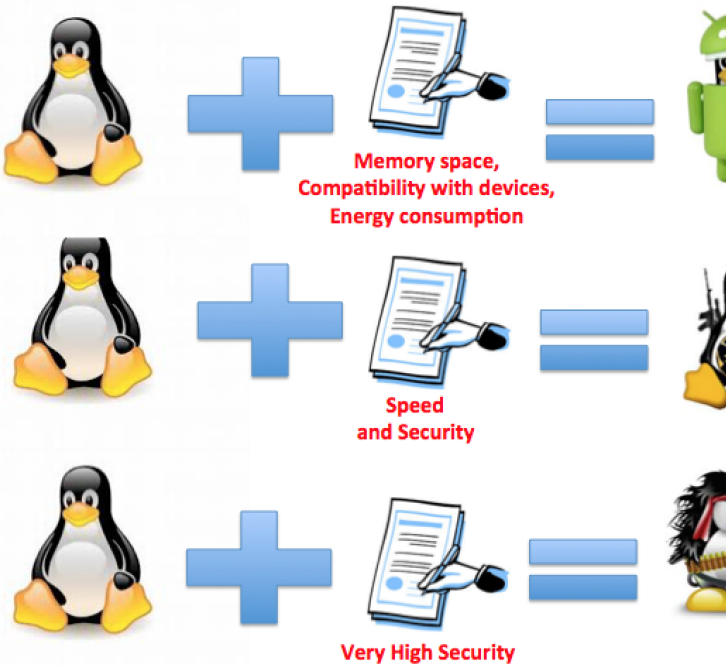 Memory space,
Compatibility with devices,
Energy consumption
Speed
and Security
Very High Security